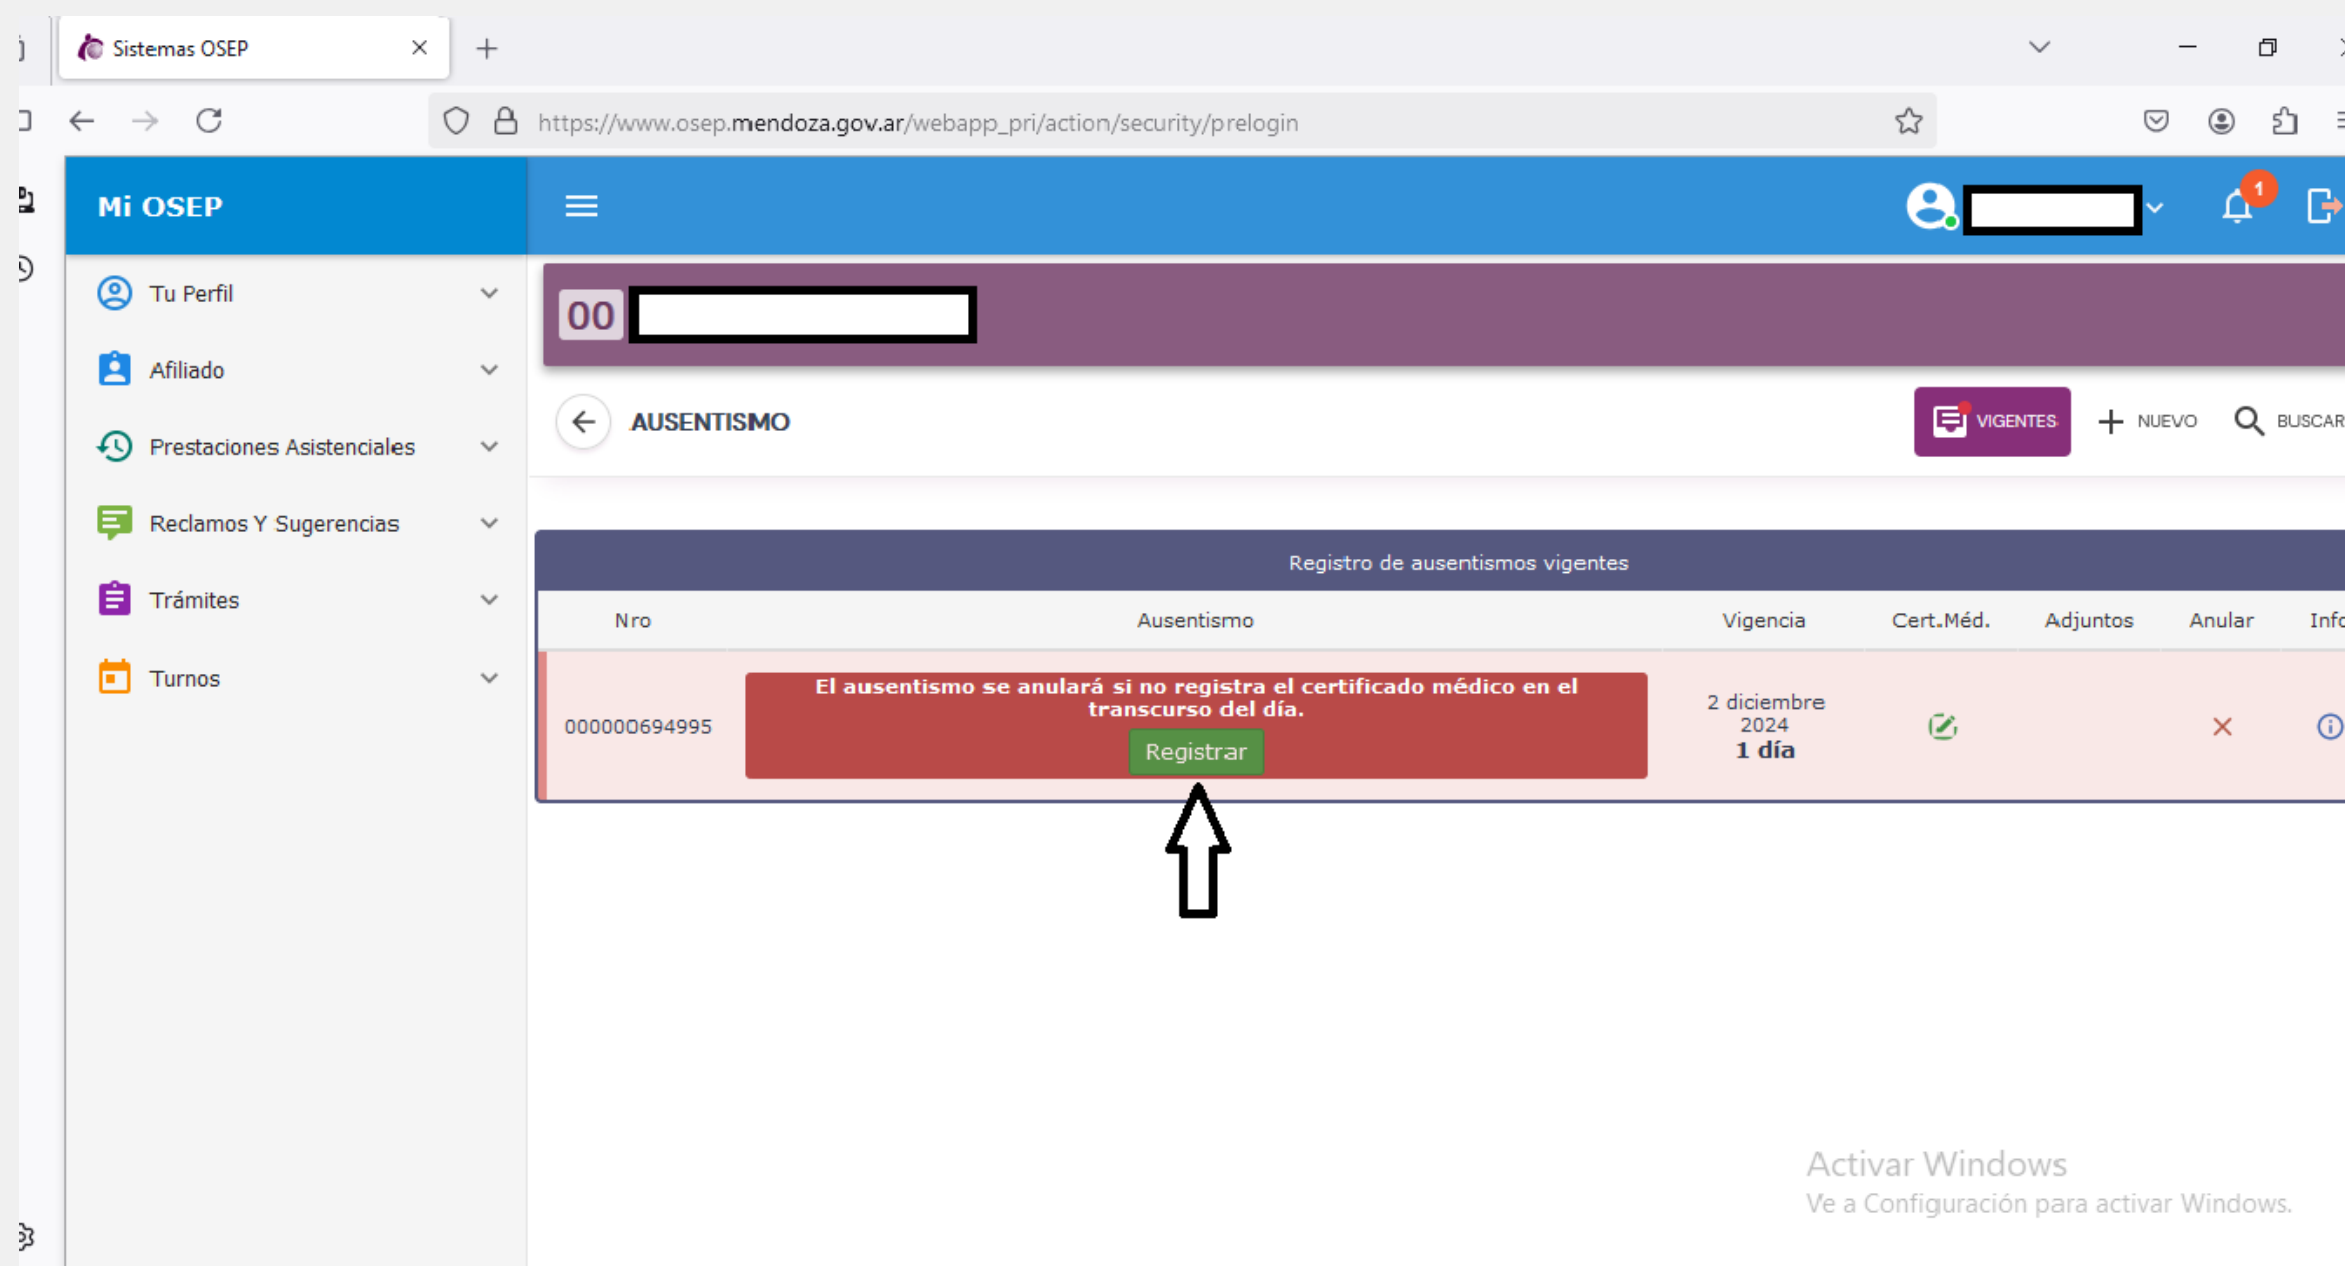 Sistemas OSEP
https://www.osep.mendoza.gov.ar/webapp_pri/action/security/prelogin
Mi OSEP
1
Tu Perfil
Afiliado
Prestaciones Asistenciales
Reclamos Y Sugerencias
Trámites
Turnos
00
AUSENTISMO
VIGENTES
NUEVO
BUSCAR
Registro de ausentismos vigentes
Nro Ausentismo Vigencia Cert.Méd. Adjuntos Anular
000000694995
El ausentismo se anulará si no registra el certificado médico en el
transcurso del día.
Registrar
2 diciembre
2024
1 día
Activar Windows
Ve a Configuración para activar Windows.